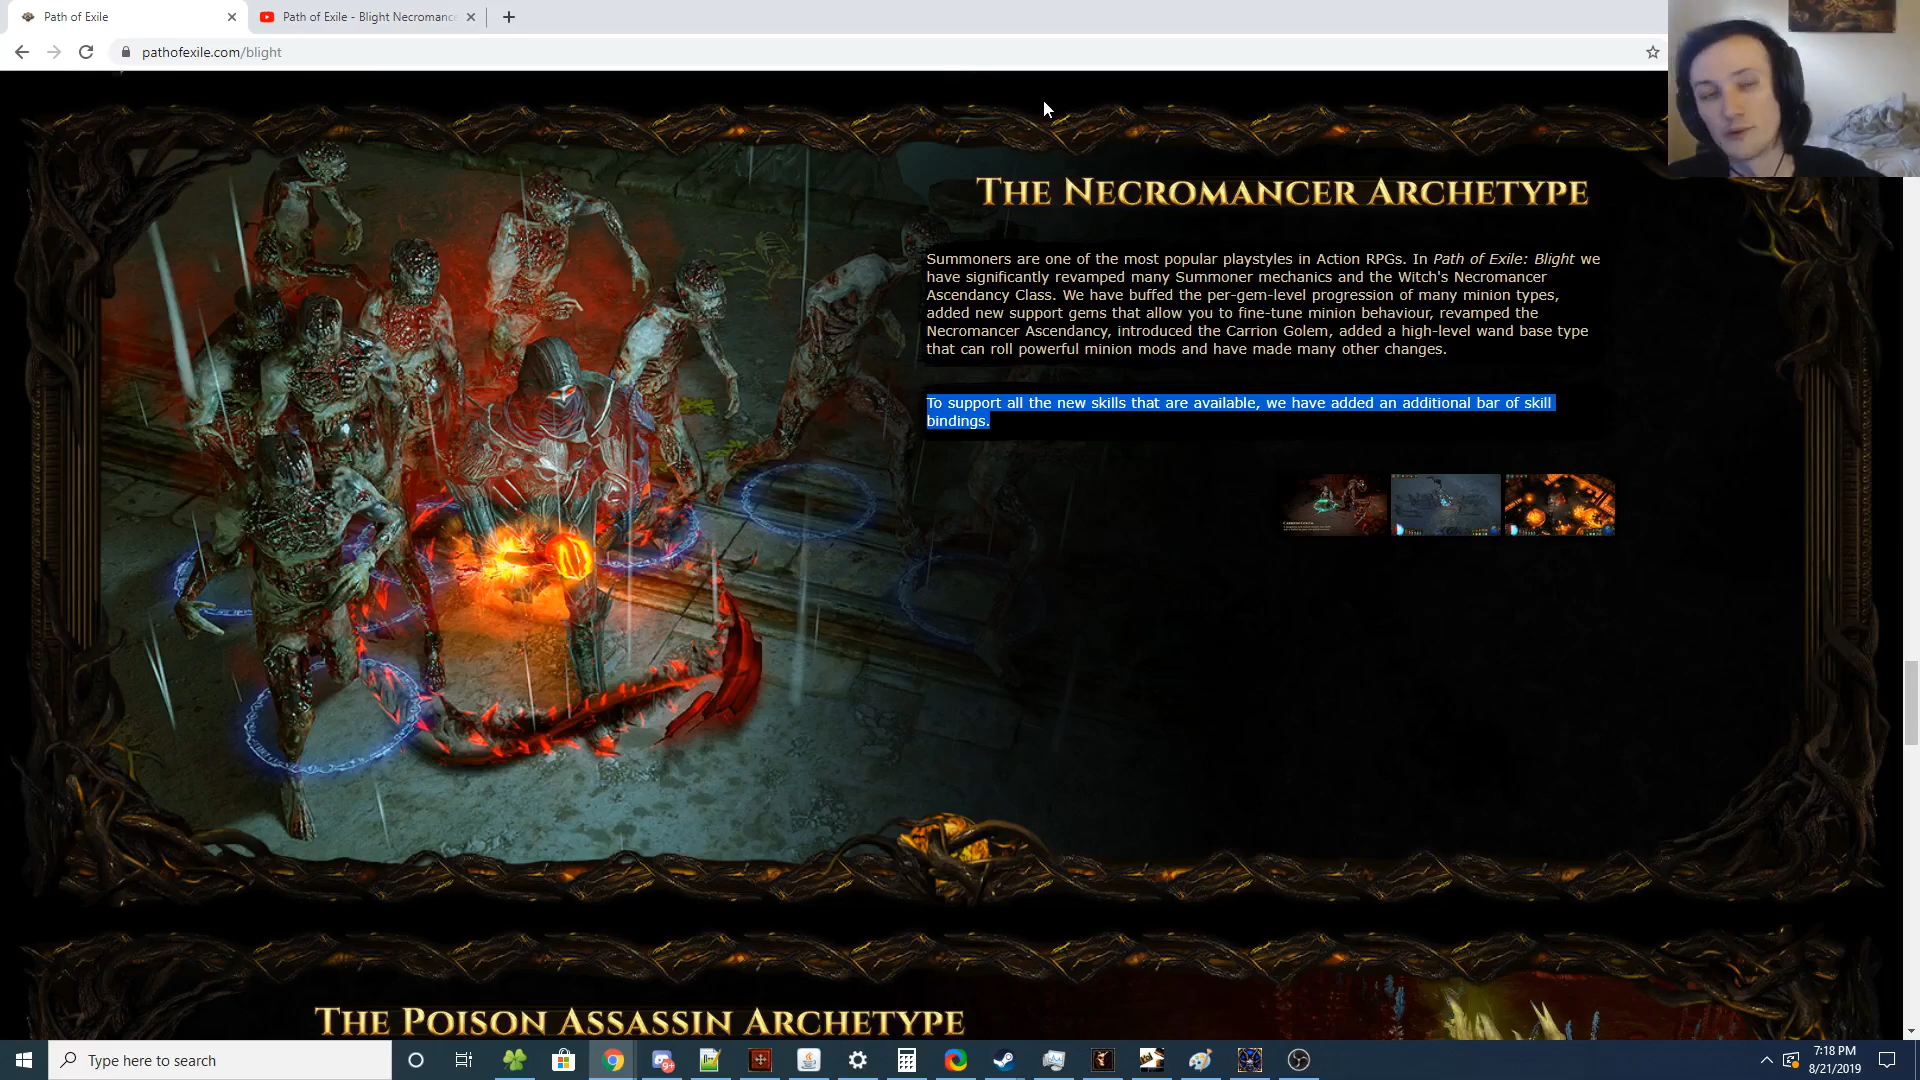 Path of Exile
Path of Exile - Blight Necromanc
pathofexile.com/blight
The Necromancer Archetype
Summoners are one of the most popular playstyles in Action RPGs. In Path of Exile: Blight we
have significantly revamped many Summoner mechanics and the Witch's Necromancer
Ascendancy Class. We have buffed the per-gem-level progression of many minion types,
added new support gems that allow you to fine-tune minion behaviour, revamped the
Necromancer Ascendancy, introduced the Carrion Golem, added a high-level wand base type
that can roll powerful minion mods and have made many other changes.
To support all the new skills that are available, we have added an additional bar of skill
bindings.
The Poison Assassin Archetype
Type here to search
9+
7:18 PM
8/21/2019